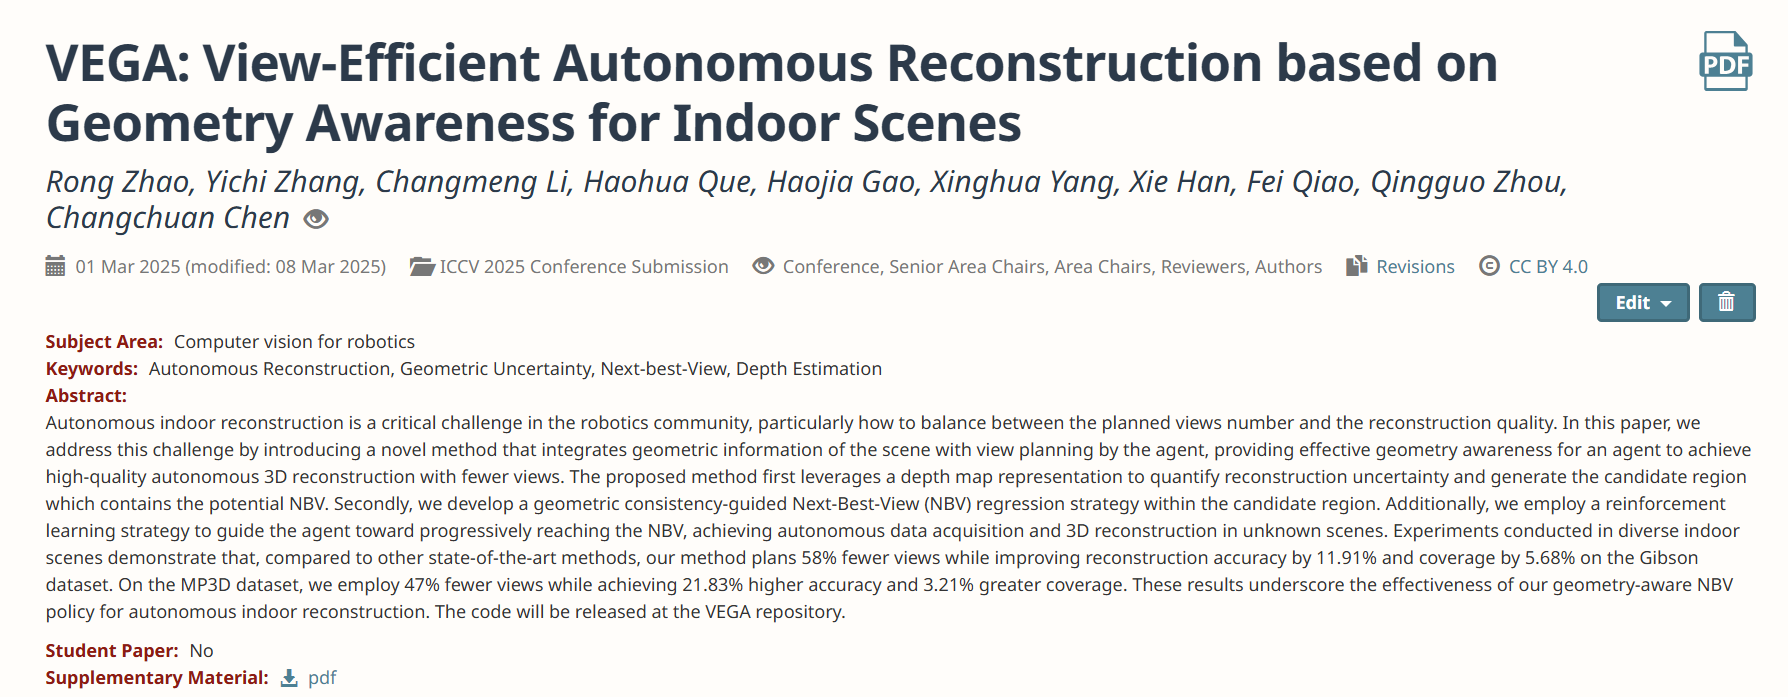 VEGA: View-Efficient Autonomous Reconstruction based on
Geometry Awareness for Indoor Scenes
PDF
Rong Zhao, Yichi Zhang, Changmeng Li, Haohua Que, Haojia Gao, Xinghua Yang, Xie Han, Fei Qiao, Qingguo Zhou,
Changchuan Chen
01 Mar 2025 (modified: 08 Mar 2025) ICCV 2025 Conference Submission Conference, Senior Area Chairs, Area Chairs, Reviewers, Authors Revisions CC BY 4.0
Edit
Subject Area: Computer vision for robotics
Keywords: Autonomous Reconstruction, Geometric Uncertainty, Next-best-View, Depth Estimation
Abstract:
Autonomous indoor reconstruction is a critical challenge in the robotics community, particularly how to balance between the planned views number and the reconstruction quality. In this paper, we
address this challenge by introducing a novel method that integrates geometric information of the scene with view planning by the agent, providing effective geometry awareness for an agent to achieve
high-quality autonomous 3D reconstruction with fewer views. The proposed method first leverages a depth map representation to quantify reconstruction uncertainty and generate the candidate region
which contains the potential NBV. Secondly, we develop a geometric consistency-guided Next-Best-View (NBV) regression strategy within the candidate region. Additionally, we employ a reinforcement
learning strategy to guide the agent toward progressively reaching the NBV, achieving autonomous data acquisition and 3D reconstruction in unknown scenes. Experiments conducted in diverse indoor
scenes demonstrate that, compared to other state-of-the-art methods, our method plans 58% fewer views while improving reconstruction accuracy by 11.91% and coverage by 5.68% on the Gibson
dataset. On the MP3D dataset, we employ 47% fewer views while achieving 21.83% higher accuracy and 3.21% greater coverage. These results underscore the effectiveness of our geometry-aware NBV
policy for autonomous indoor reconstruction. The code will be released at the VEGA repository.
Student Paper: No
Supplementary Material: pdf